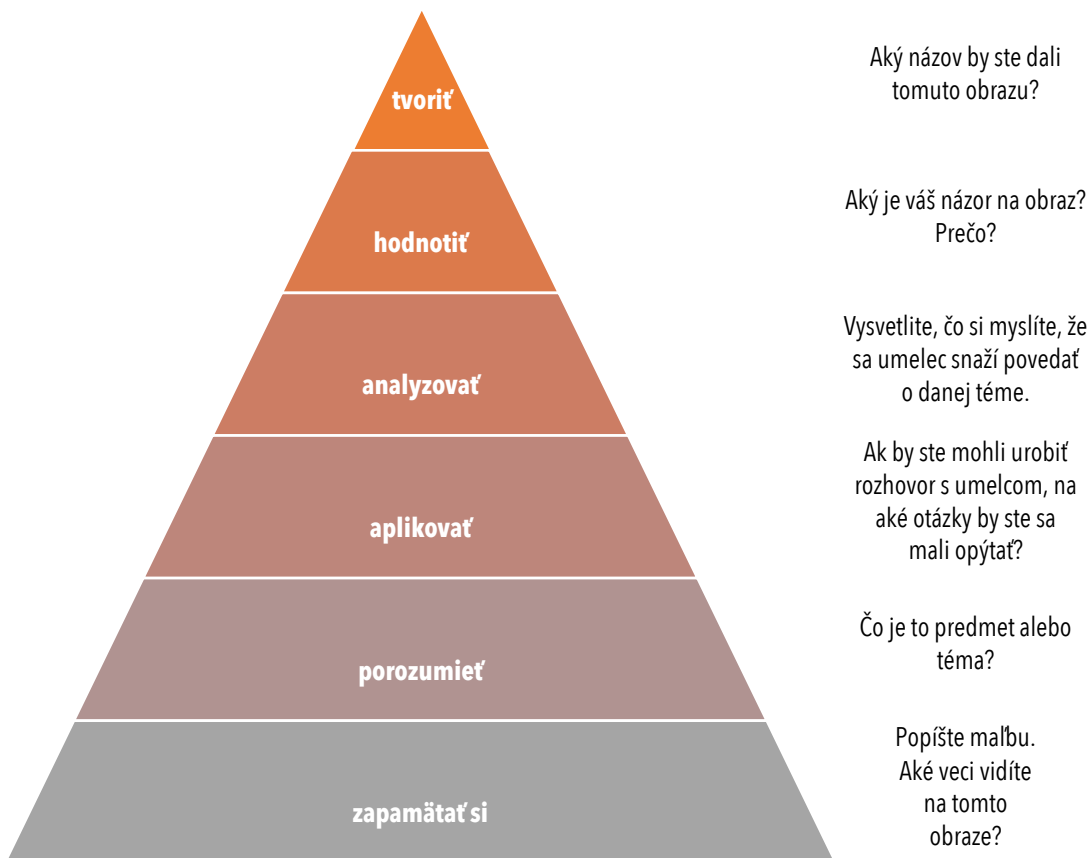 tvoriť
Aký názov by ste dali
tomuto obrazu?
hodnotiť
Aký je váš názor na obraz?
Prečo?
analyzovať
Vysvetlite, čo si myslíte, že
sa umelec snaží povedať
o danej téme.
aplikovať
Ak by ste mohli urobiť
rozhovor s umelcom, na
aké otázky by ste sa
mali opýtať?
porozumieť
Čo je to predmet alebo
téma?
zapamätať si
Popíšte maľbu.
Aké veci vidíte
na tomto
obraze?